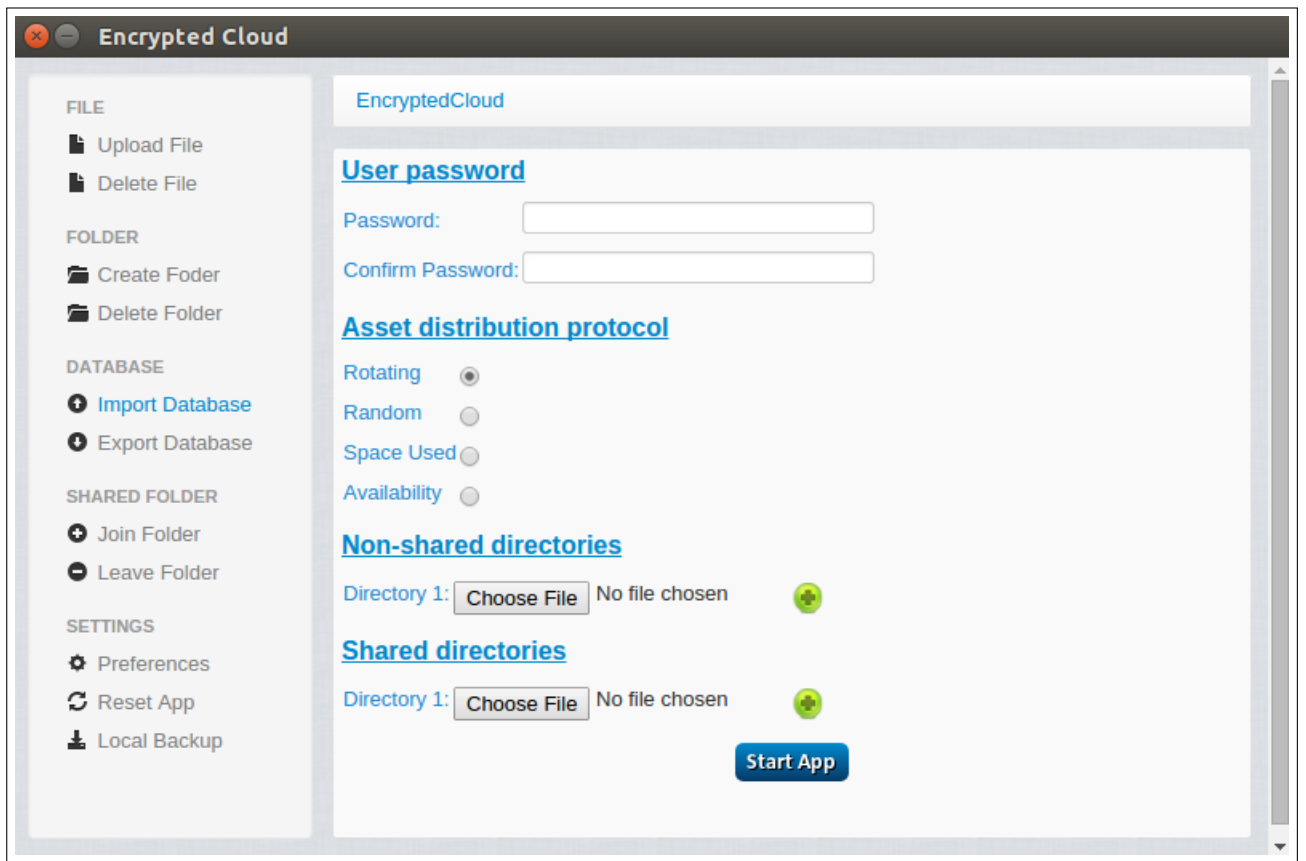 Encrypted Cloud
FILE
Upload File
Delete File
FOLDER
Create Foder
Delete Folder
DATABASE
Import Database
Export Database
SHARED FOLDER
Join Folder
Leave Folder
SETTINGS
Preferences
Reset App
Local Backup
EncryptedCloud
User password
Password:
Confirm Password:
Asset distribution protocol
Rotating
Random
Space Used
Availability
Non-shared directories
Directory 1: Choose File No file chosen
Shared directories
Directory 1: Choose File No file chosen
Start App